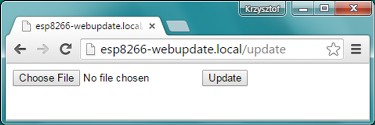 Krzysztof
esp8266-webupdate.local
esp8266-webupdate.local/update
Choose File No file chosen Update